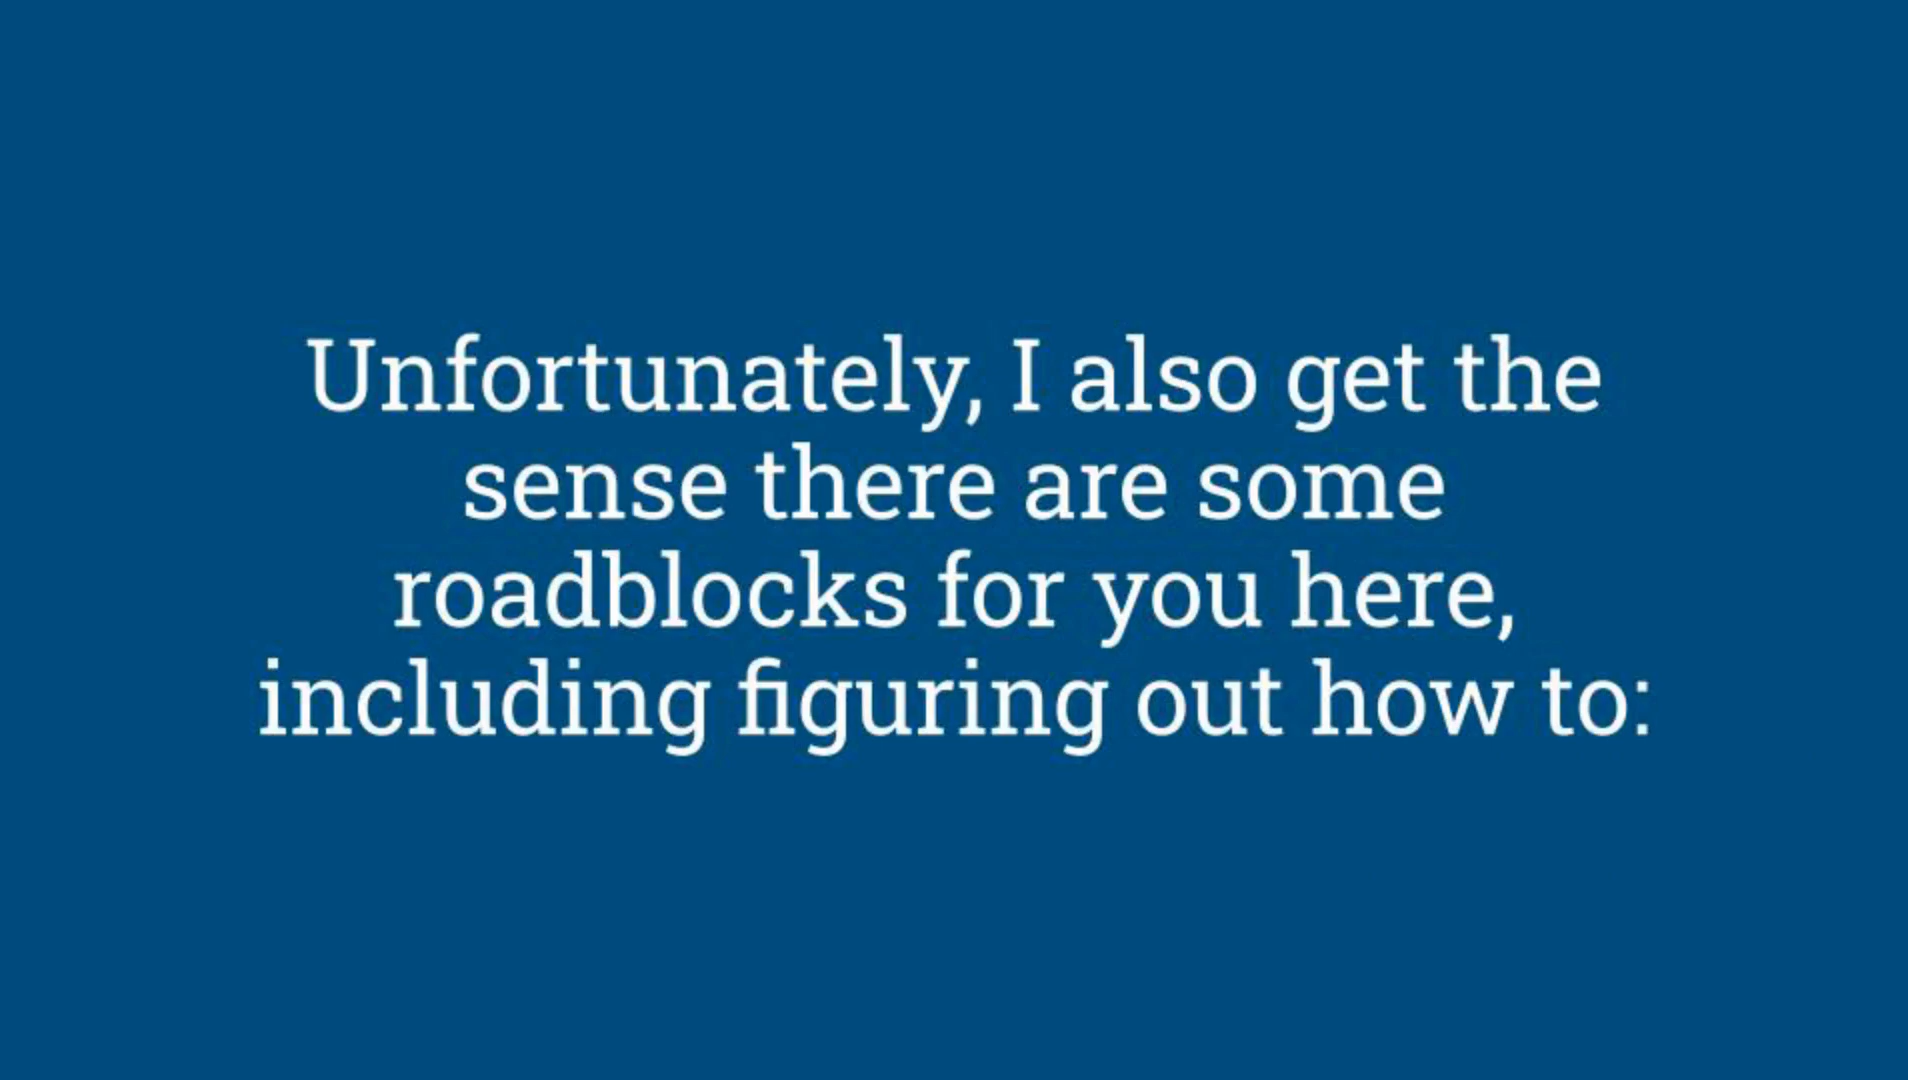 Unfortunately, I also get the
sense there are some
roadblocks for you here,
including figuring out how to: